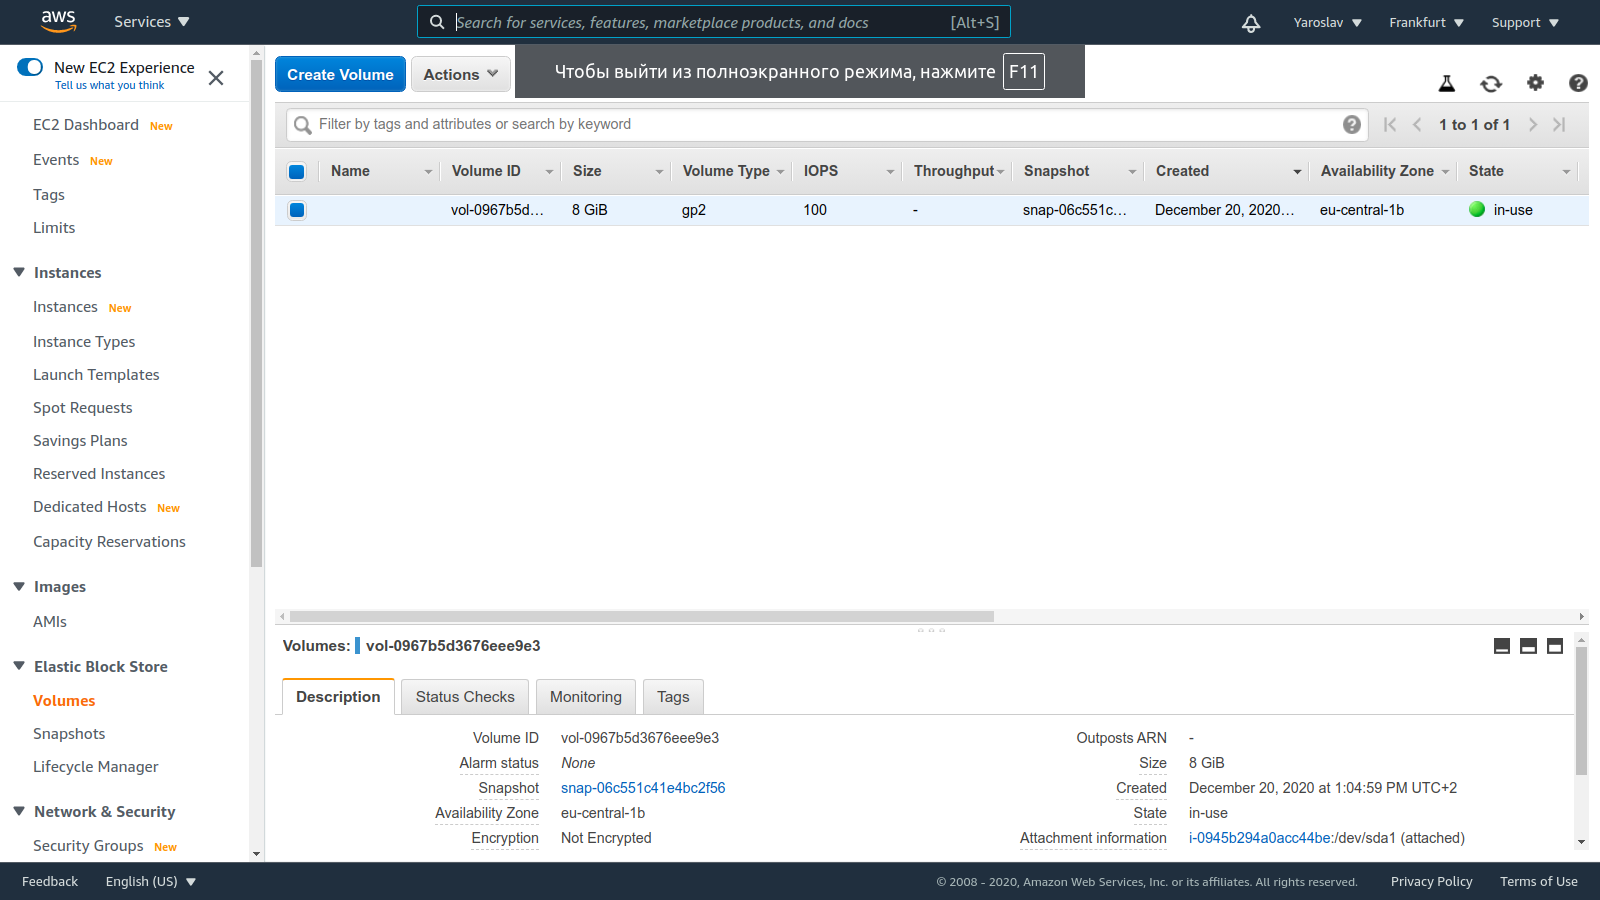 aws
Services
Search for services, features, marketplace products, and docs
[Alt+S]
Yaroslav
Frankfurt
Support
New EC2 Experience
Tell us what you think
EC2 Dashboard New
Events New
Tags
Limits
Instances
Instances New
Instance Types
Launch Templates
Spot Requests
Savings Plans
Reserved Instances
Dedicated Hosts New
Capacity Reservations
Images
AMIs
Elastic Block Store
Volumes
Snapshots
Lifecycle Manager
Network & Security
Security Groups New
Create Volume
Actions
Чтобы выйти из полноэкранного режима, нажмите F11
Filter by tags and attributes or search by keyword
1 to 1 of 1
Name Volume ID Size Volume Type IOPS Throughput Snapshot Created Availability Zone State
vol-0967b5d... 8 GiB gp2 100 - snap-06c551c... December 20, 2020... eu-central-1b in-use
Volumes: vol-0967b5d3676eee9e3
Description
Status Checks
Monitoring
Tags
Volume ID vol-0967b5d3676eee9e3
Alarm status None
Snapshot snap-06c551c41e4bc2f56
Availability Zone eu-central-1b
Encryption Not Encrypted
Outposts ARN -
Size 8 GiB
Created December 20, 2020 at 1:04:59 PM UTC+2
State in-use
Attachment information i-0945b294a0acc44be:/dev/sda1 (attached)
Feedback
English (US)
© 2008 - 2020, Amazon Web Services, Inc. or its affiliates. All rights reserved.
Privacy Policy
Terms of Use